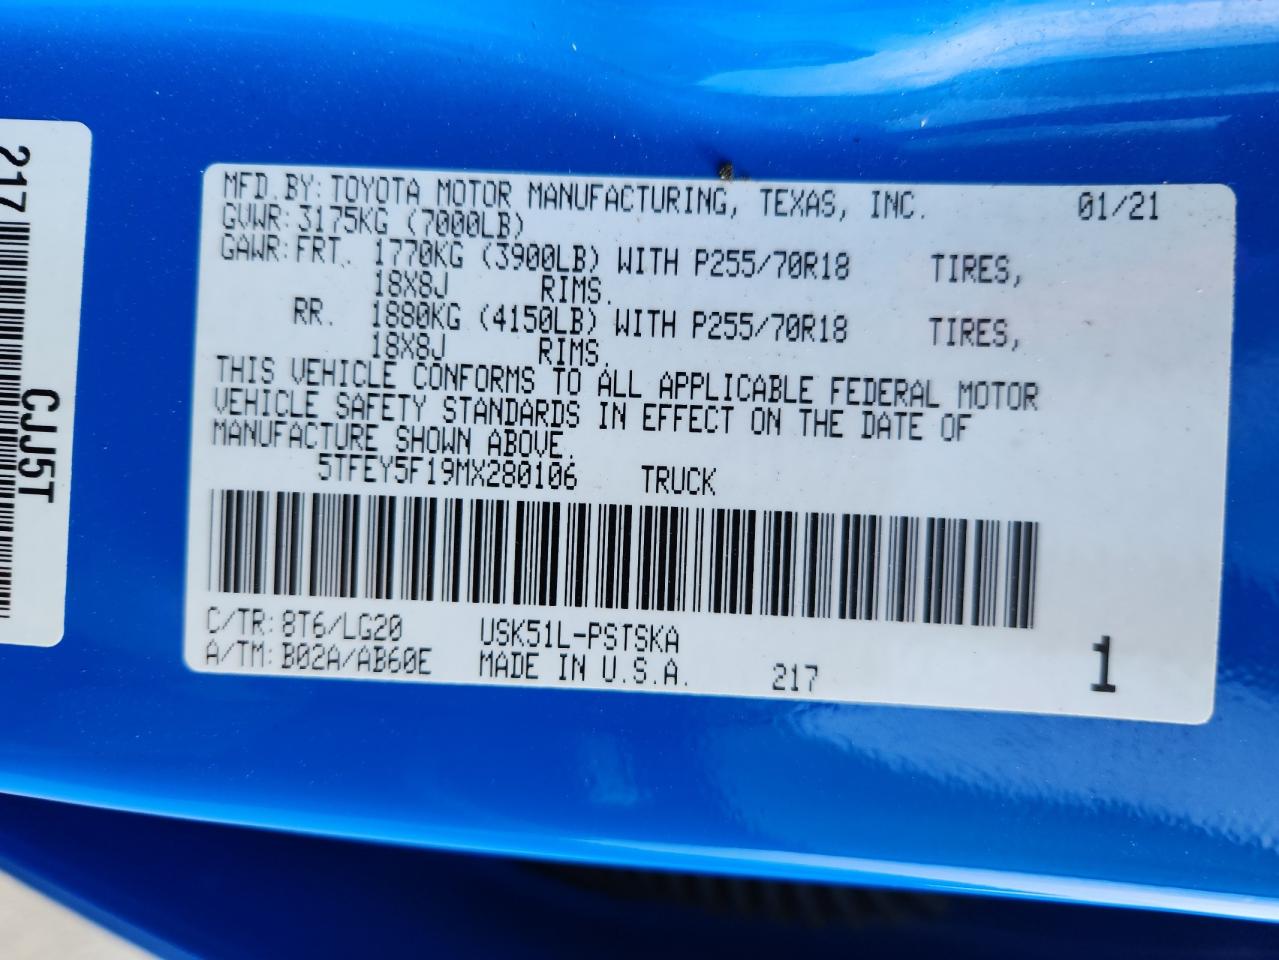 217
CJJ5T
MFD.BY:TOYOTA MOTOR MANUFACTURING, TEXAS, INC. 01/21
GVWR:3175KG (7000LB)
GAWR:FRT. 1770KG (3900LB) WITH P255/70R18 TIRES,
18X8J RIMS.
RR. 1880KG (4150LB) WITH P255/70R18 TIRES,
18X8J RIMS.
THIS VEHICLE CONFORMS TO ALL APPLICABLE FEDERAL MOTOR
VEHICLE SAFETY STANDARDS IN EFFECT ON THE DATE OF
MANUFACTURE SHOWN ABOVE.
5TFEY5F19MX280106 TRUCK
C/TR:8T6/LG20 USK51L-PSTSKA
A/TM:B02A/AB60E MADE IN U.S.A. 217 1